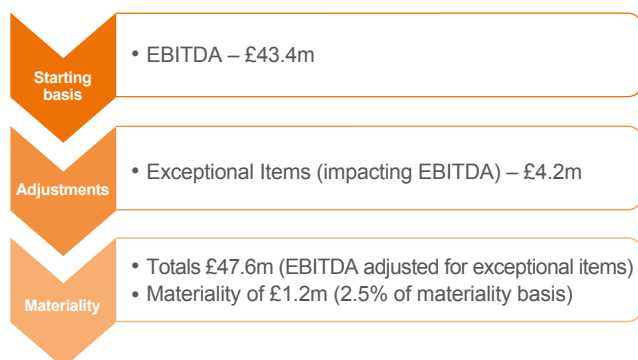 Starting
basis
• EBITDA – £43.4m
Adjustments
• Exceptional Items (impacting EBITDA) – £4.2m
Materiality
• Totals £47.6m (EBITDA adjusted for exceptional items)
• Materiality of £1.2m (2.5% of materiality basis)